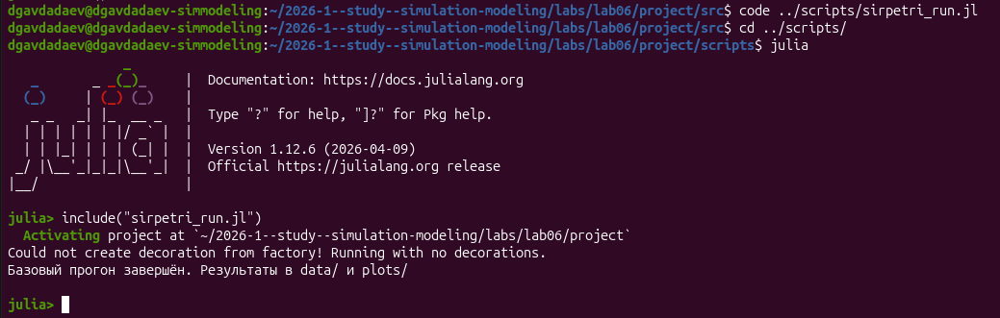 dgavdadaev@dgavdadaev-simmodeling:~/2026-1--study--simulation-modeling/labs/lab06/project/src$ code ../scripts/sirpetri_run.jl
dgavdadaev@dgavdadaev-simmodeling:~/2026-1--study--simulation-modeling/labs/lab06/project/src$ cd ../scripts/
dgavdadaev@dgavdadaev-simmodeling:~/2026-1--study--simulation-modeling/labs/lab06/project/scripts$ julia
               _
   _       _ _(_)_     |  Documentation: https://docs.julialang.org
  (_)     | (_) (_)    |
   _ _   _| |_  __ _   |  Type "?" for help, "]?" for Pkg help.
  | | | | | | |/ _` |  |
  | | |_| | | | (_| |  |  Version 1.12.6 (2026-04-09)
 _/ |\__'_|_|_|\__'_|  |  Official https://julialang.org release
|__/                   |
julia> include("sirpetri_run.jl")
  Activating project at `~/2026-1--study--simulation-modeling/labs/lab06/project`
Could not create decoration from factory! Running with no decorations.
Базовый прогон завершён. Результаты в data/ и plots/
julia>